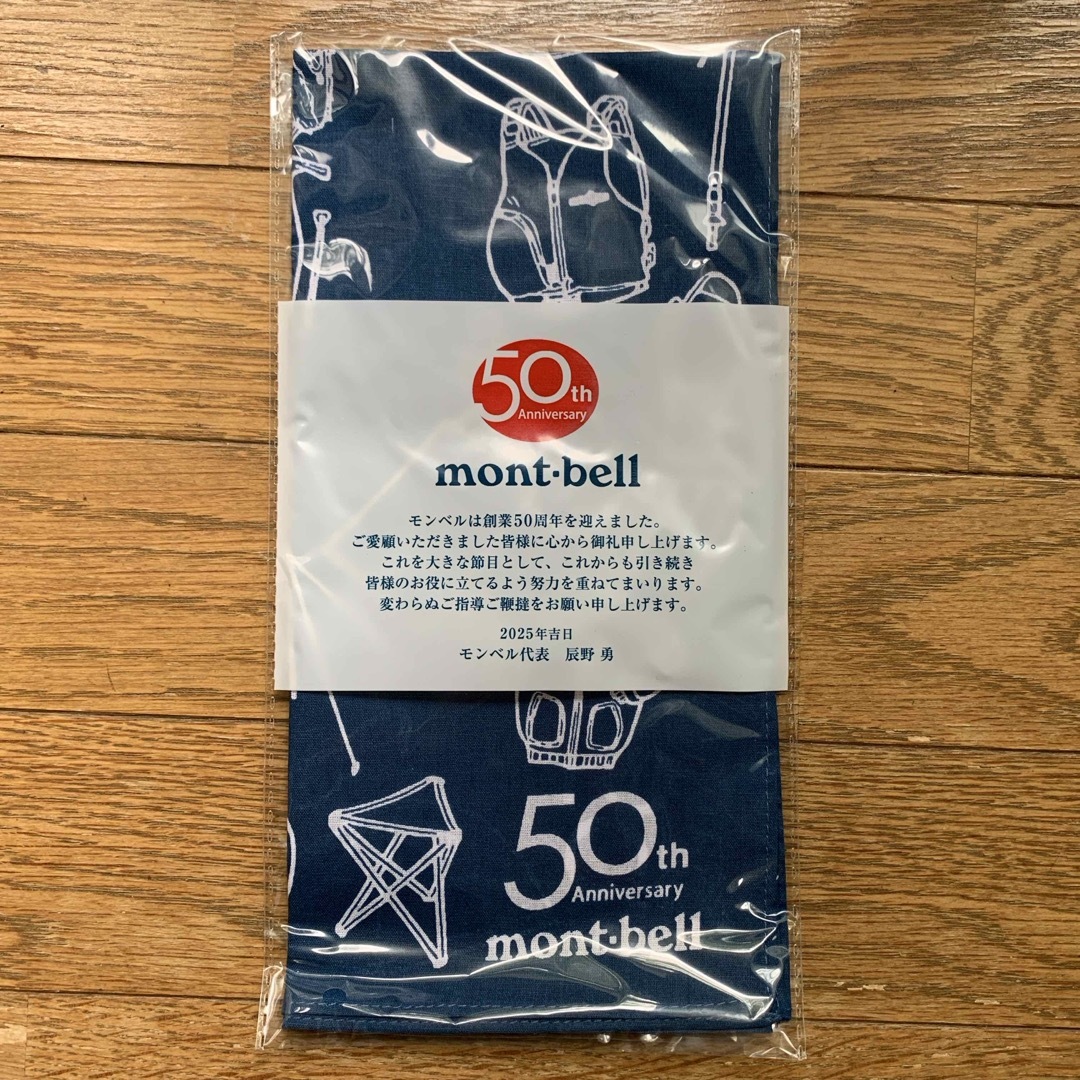 50th
Anniversary
mont-bell
モンベルは創業50周年を迎えました。
ご愛顧いただきました皆様に心から御礼申し上げます。
これを大きな節目として、これからも引き続き
皆様のお役に立てるよう努力を重ねてまいります。
変わらぬご指導ご鞭撻をお願い申し上げます。
2025年吉日
モンベル代表　辰野 勇
50th
Anniversary
mont-bell